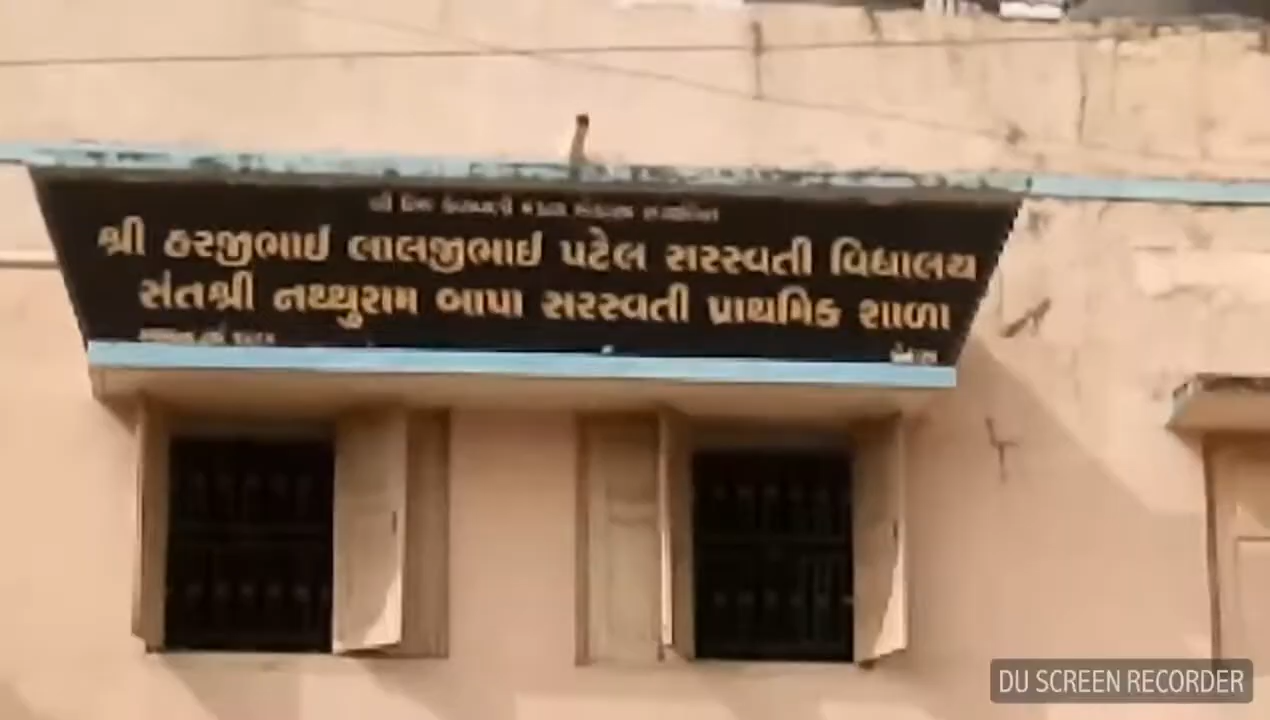 શ્રી હરજીભાઈ લાલજીભાઈ પટેલ સરસ્વતી વિદ્યાલય
સંતશ્રી નથ્થુરામ બાપા સરસ્વતી પ્રાથમિક શાળા
DU SCREEN RECORDER